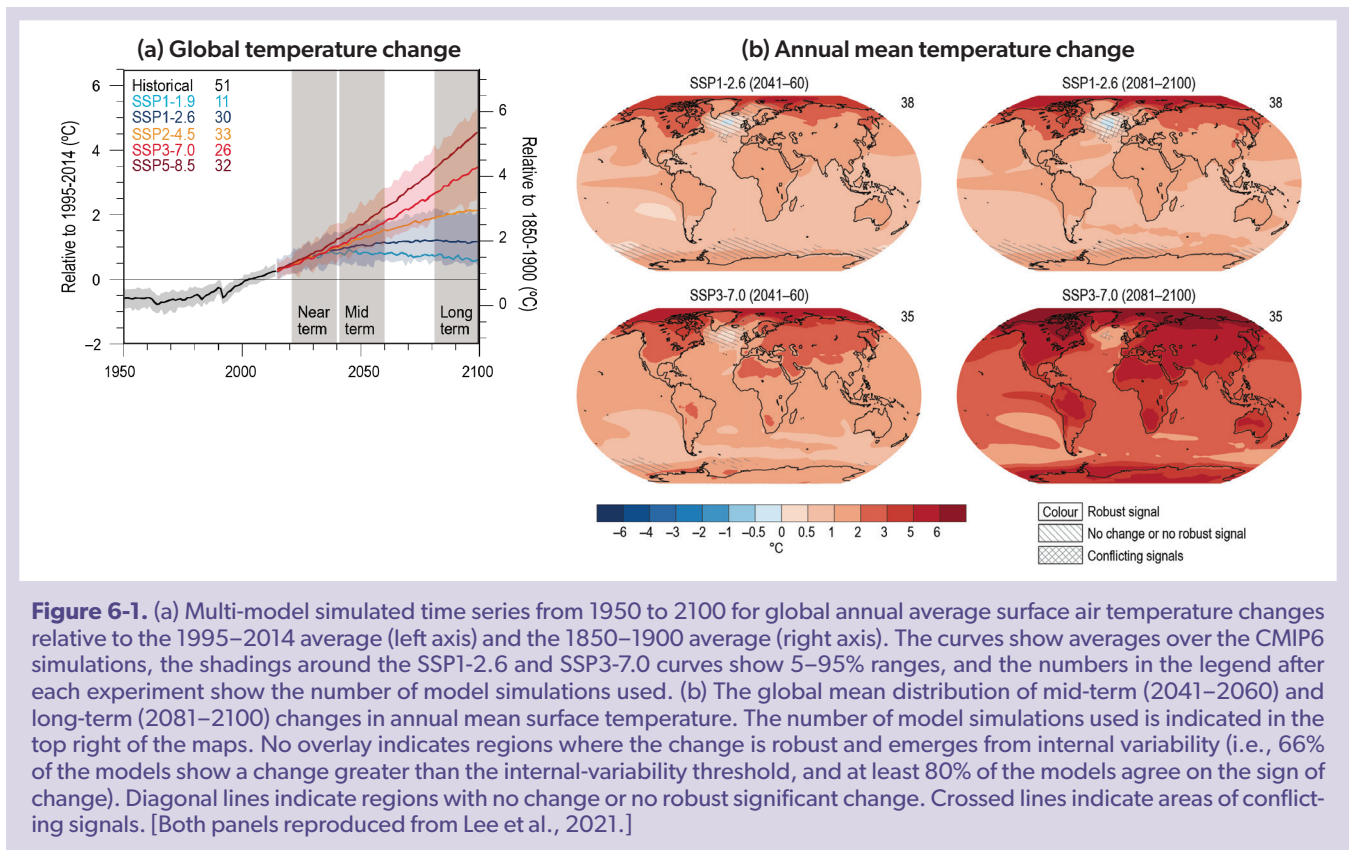 (a) Global temperature change
6
4
2
0
–2
Relative to 1995-2014 (ºC)
Historical 51
SSP1-1.9 11
SSP1-2.6 30
SSP2-4.5 33
SSP3-7.0 26
SSP5-8.5 32
Near term
Mid term
Long term
6
4
2
0
Relative to 1850-1900 (ºC)
1950 2000 2050 2100
(b) Annual mean temperature change
SSP1-2.6 (2041–60)
38
SSP1-2.6 (2081–2100)
38
SSP3-7.0 (2041–60)
35
SSP3-7.0 (2081–2100)
35
–6 –4 –3 –2 –1 –0.5 0 0.5 1 2 3 4 6
°C
Colour Robust signal
No change or no robust signal
Conflicting signals
Figure 6-1. (a) Multi-model simulated time series from 1950 to 2100 for global annual average surface air temperature changes
relative to the 1995–2014 average (left axis) and the 1850–1900 average (right axis). The curves show averages over the CMIP6
simulations, the shadings around the SSP1-2.6 and SSP3-7.0 curves show 5–95% ranges, and the numbers in the legend after
each experiment show the number of model simulations used. (b) The global mean distribution of mid-term (2041–2060) and
long-term (2081–2100) changes in annual mean surface temperature. The number of model simulations used is indicated in the
top right of the maps. No overlay indicates regions where the change is robust and emerges from internal variability (i.e., 66%
of the models show a change greater than the internal-variability threshold, and at least 80% of the models agree on the sign of
change). Diagonal lines indicate regions with no change or no robust significant change. Crossed lines indicate areas of conflict-
ing signals. [Both panels reproduced from Lee et al., 2021.]